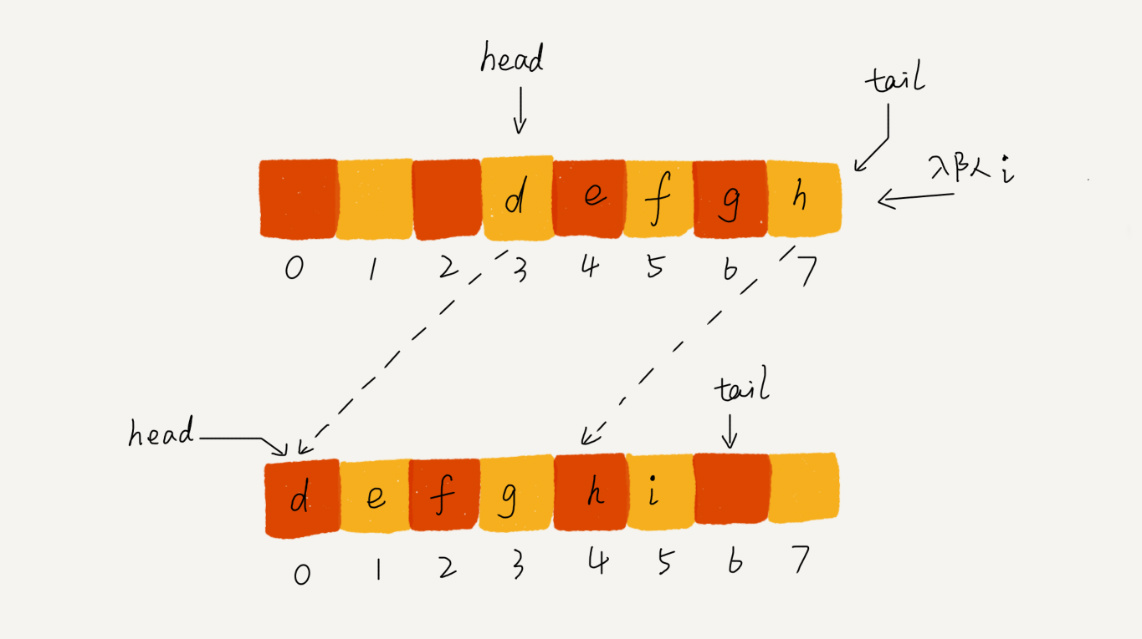 head
tail
入队 i
d e f g h
0 1 2 3 4 5 6 7
tail
head
d e f g h i
0 1 2 3 4 5 6 7